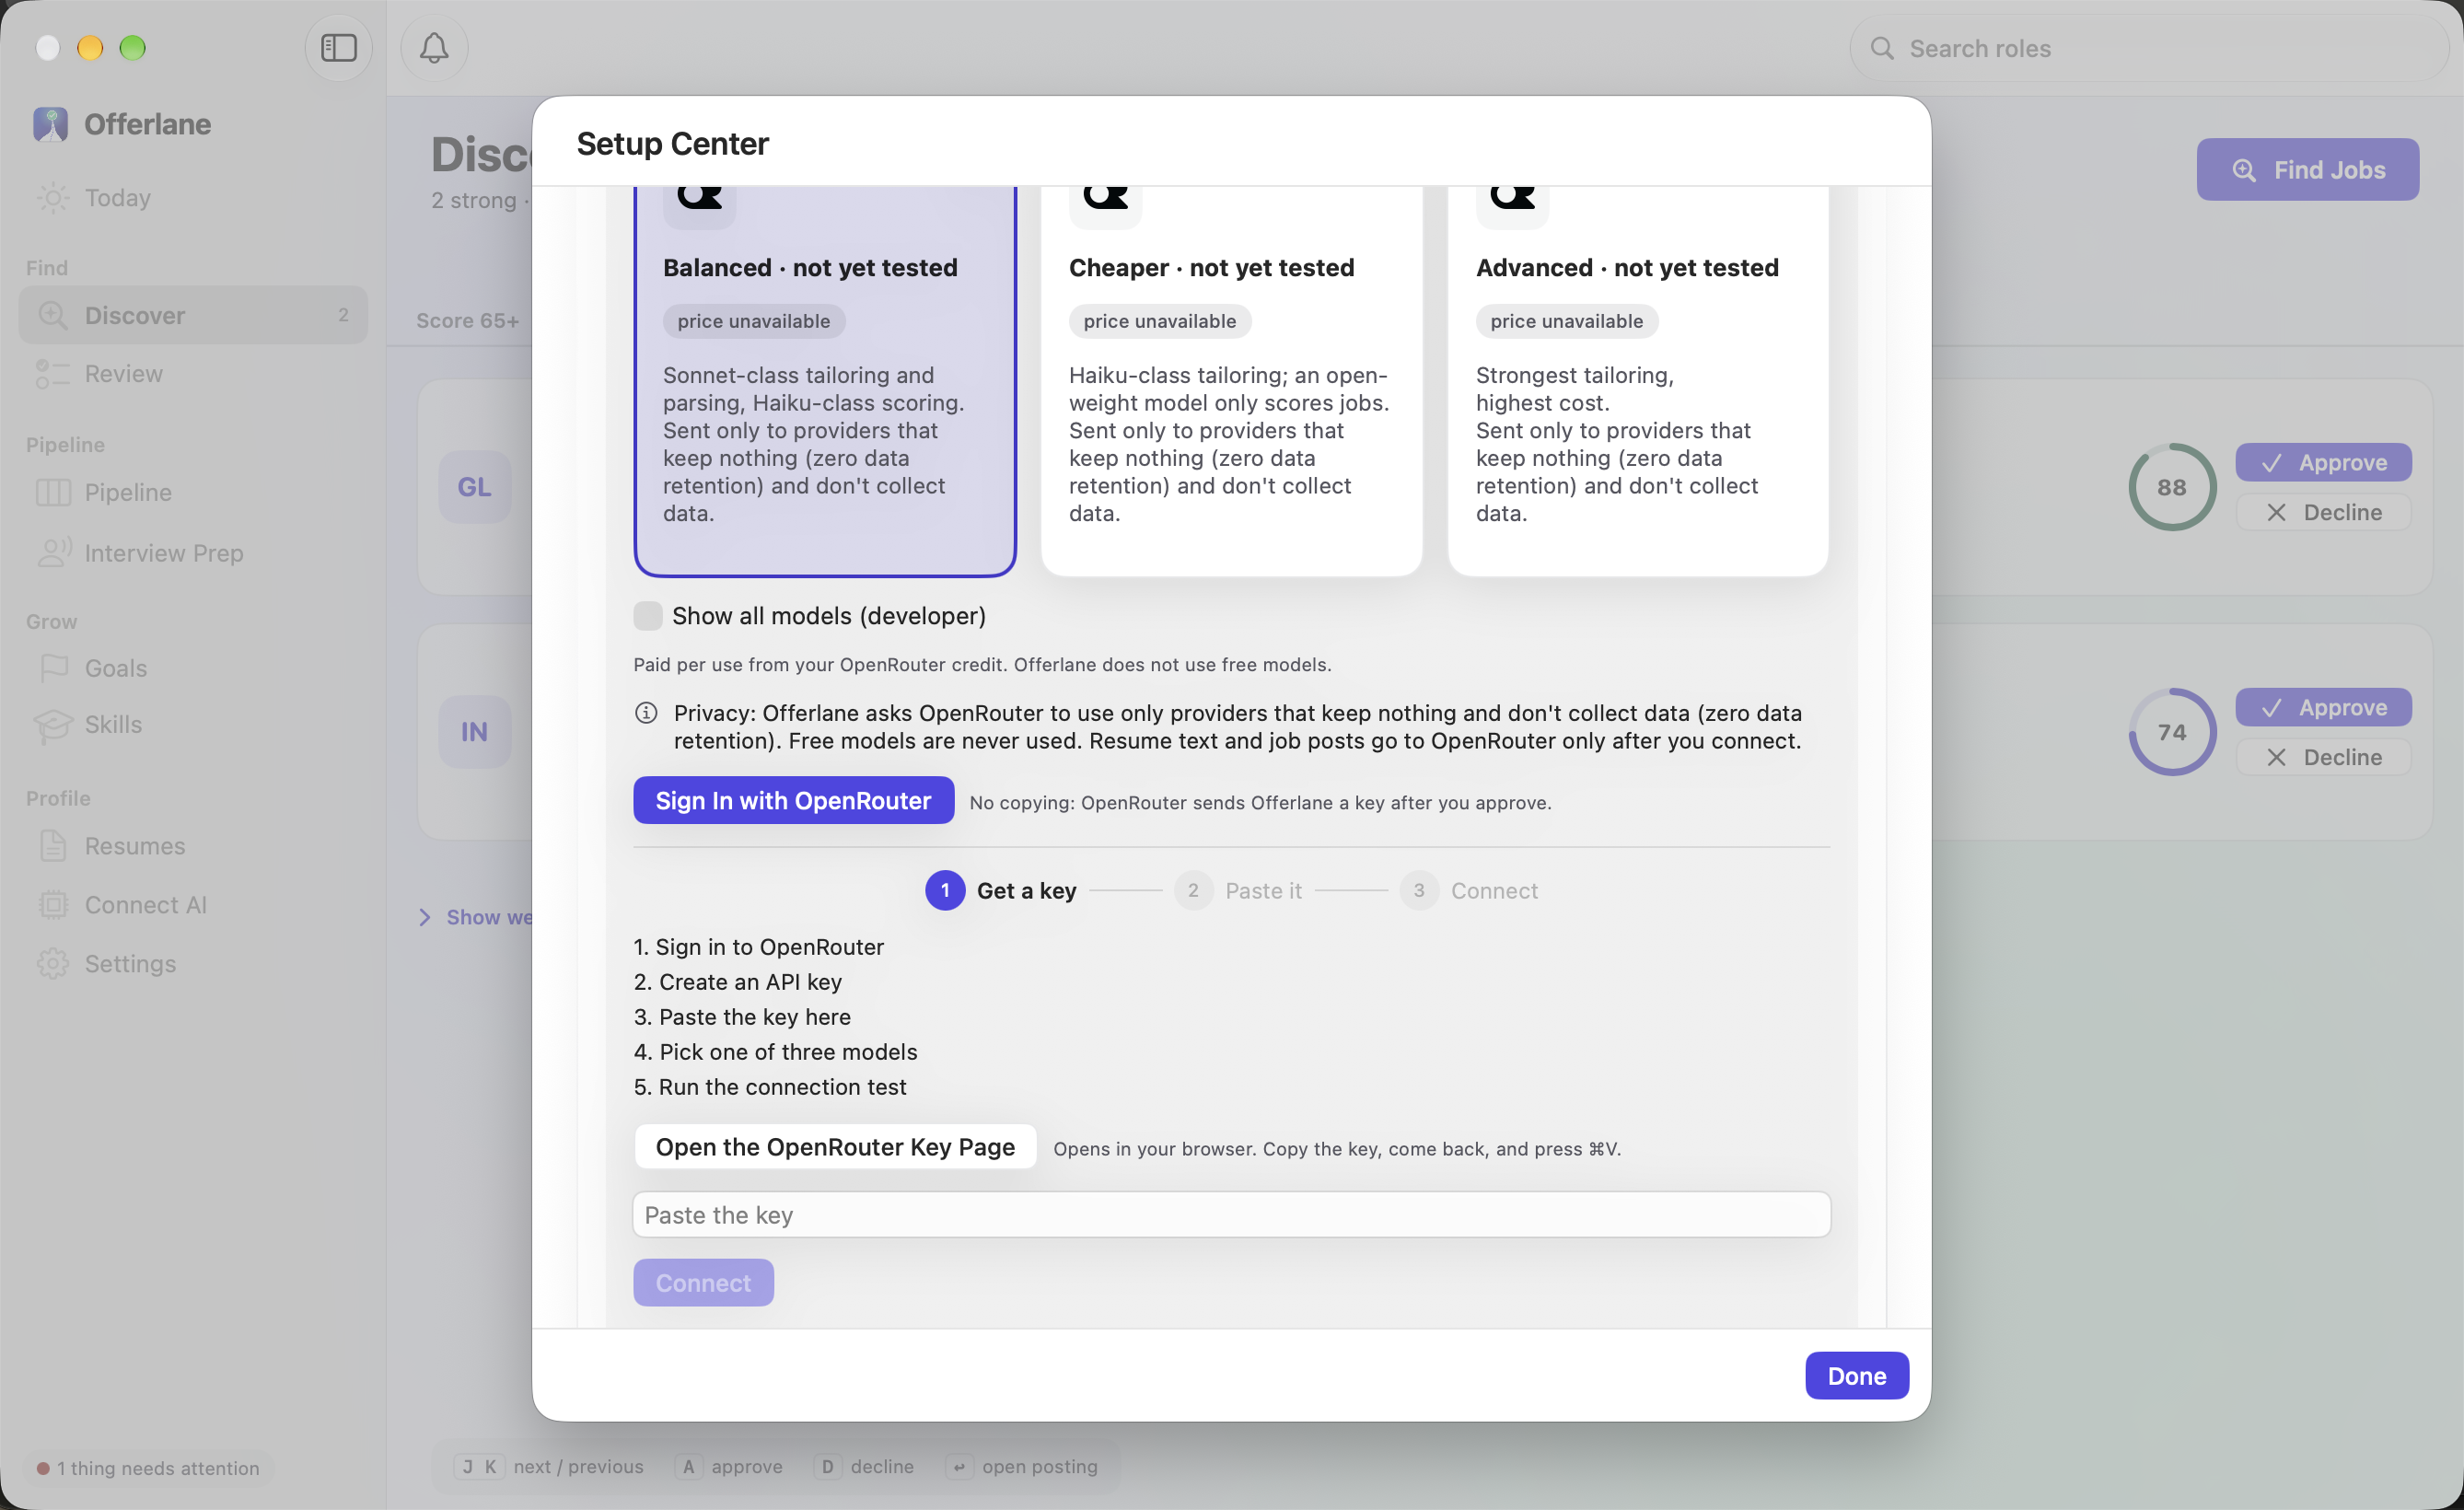 Offerlane
Today
Find
Discover 2
Review
Pipeline
Pipeline
Interview Prep
Grow
Goals
Skills
Profile
Resumes
Connect AI
Settings
1 thing needs attention
Search roles
2 strong ·
Find Jobs
Score 65+
GL
88
Approve
Decline
IN
74
Approve
Decline
J K next / previous A approve D decline ↩ open posting
Setup Center
Balanced · not yet tested
price unavailable
Sonnet-class tailoring and
parsing, Haiku-class scoring.
Sent only to providers that
keep nothing (zero data
retention) and don't collect
data.
Cheaper · not yet tested
price unavailable
Haiku-class tailoring; an open-
weight model only scores jobs.
Sent only to providers that
keep nothing (zero data
retention) and don't collect
data.
Advanced · not yet tested
price unavailable
Strongest tailoring,
highest cost.
Sent only to providers that
keep nothing (zero data
retention) and don't collect
data.
Show all models (developer)
Paid per use from your OpenRouter credit. Offerlane does not use free models.
Privacy: Offerlane asks OpenRouter to use only providers that keep nothing and don't collect data (zero data
retention). Free models are never used. Resume text and job posts go to OpenRouter only after you connect.
Sign In with OpenRouter No copying: OpenRouter sends Offerlane a key after you approve.
1 Get a key 2 Paste it 3 Connect
1. Sign in to OpenRouter
2. Create an API key
3. Paste the key here
4. Pick one of three models
5. Run the connection test
Open the OpenRouter Key Page Opens in your browser. Copy the key, come back, and press ⌘V.
Paste the key
Connect
Done